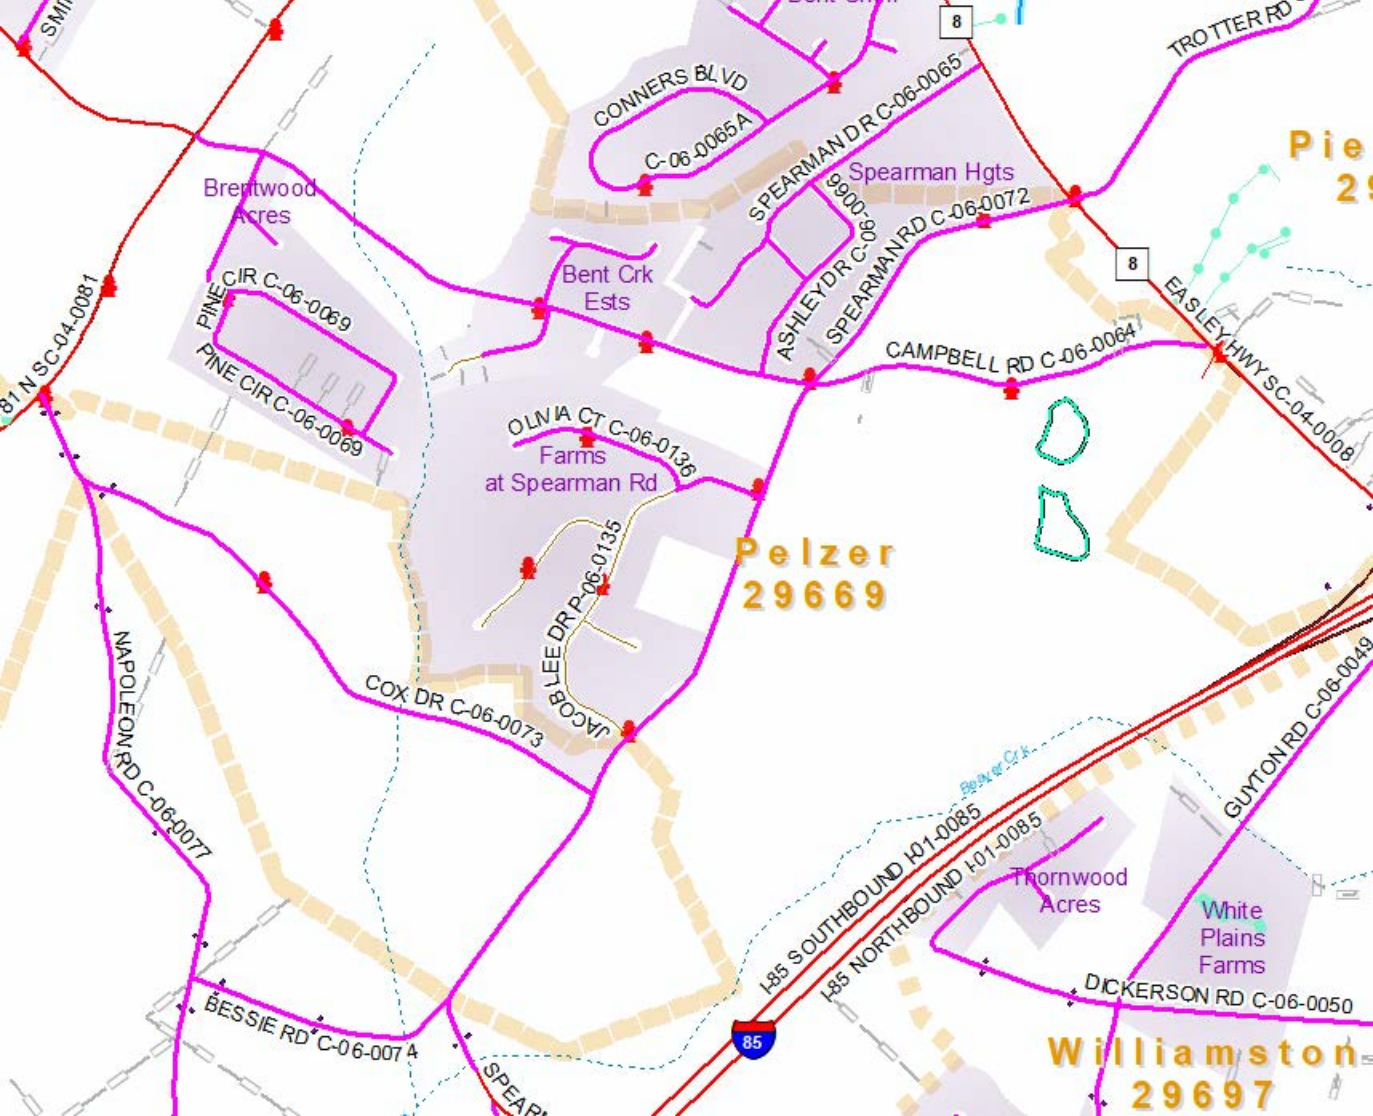 SMI
8
TROTTER RD
CONNERS BLVD
SPEARMAN DR C-06-0065
C-06-0065A
Pie
29
Spearman Hgts
Brentwood
Acres
C-06-0066
SPEARMAN RD C-06-0072
ASHLEY DR
8
Bent Crk
Ests
PINE CIR C-06-0069
EASLEY HWY SC-04-0008
81 N SC-04-0081
CAMPBELL RD C-06-0064
PINE CIR C-06-0069
OLIVIA CT C-06-0136
Farms
at Spearman Rd
Pelzer
29669
JACOB LEE DR P-06-0135
NAPOLEON RD C-06-0077
COX DR C-06-0073
GUYTON RD C-06-0049
Beaver Crk
I-85 SOUTHBOUND I-01-0085
I-85 NORTHBOUND I-01-0085
Thornwood
Acres
White
Plains
Farms
DICKERSON RD C-06-0050
BESSIE RD C-06-0074
85
SPEAR
Williamston
29697